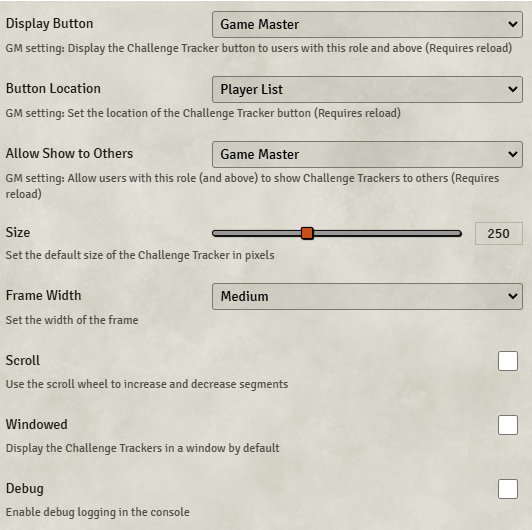 Display Button
Game Master
GM setting: Display the Challenge Tracker button to users with this role and above (Requires reload)
Button Location
Player List
GM setting: Set the location of the Challenge Tracker button (Requires reload)
Allow Show to Others
Game Master
GM setting: Allow users with this role (and above) to show Challenge Trackers to others (Requires
reload)
Size
250
Set the default size of the Challenge Tracker in pixels
Frame Width
Medium
Set the width of the frame
Scroll
Use the scroll wheel to increase and decrease segments
Windowed
Display the Challenge Trackers in a window by default
Debug
Enable debug logging in the console